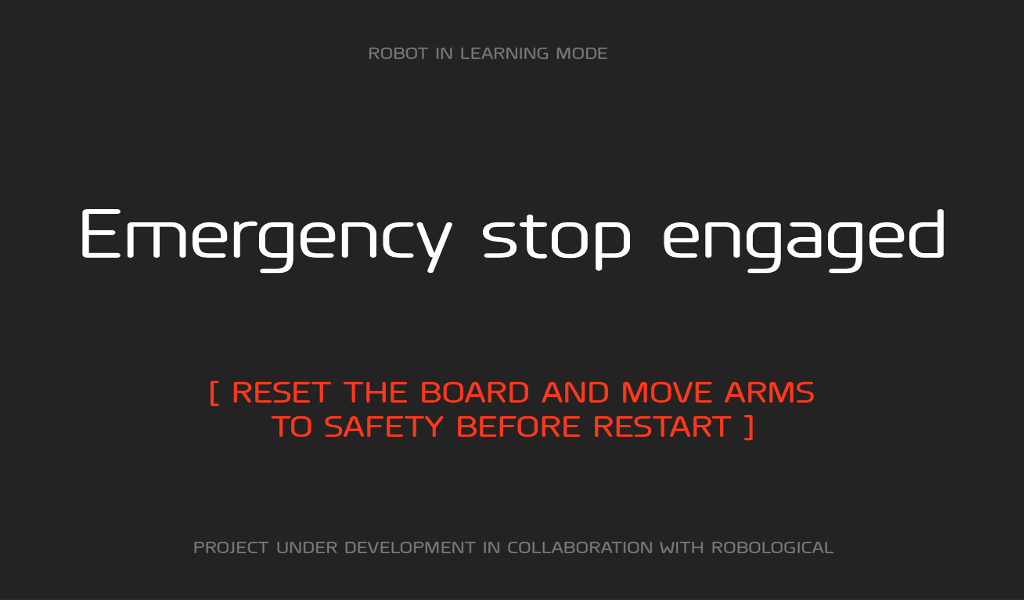 ROBOT IN LEARNING MODE
Emergency stop engaged
[ RESET THE BOARD AND MOVE ARMS
TO SAFETY BEFORE RESTART ]
PROJECT UNDER DEVELOPMENT IN COLLABORATION WITH ROBOLOGICAL